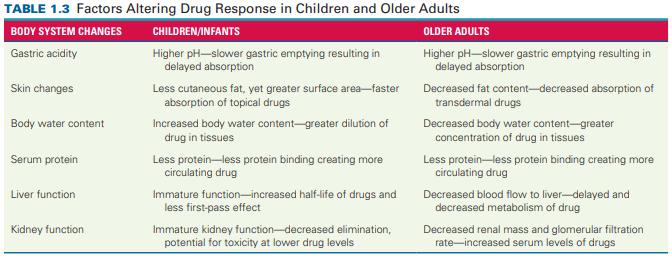 TABLE 1.3 Factors Altering Drug Response in Children and Older Adults
BODY SYSTEM CHANGES CHILDREN/INFANTS OLDER ADULTS
Gastric acidity Higher pH—slower gastric emptying resulting in Higher pH—slower gastric emptying resulting in
delayed absorption delayed absorption
Skin changes Less cutaneous fat, yet greater surface area—faster Decreased fat content—decreased absorption of
absorption of topical drugs transdermal drugs
Body water content Increased body water content—greater dilution of Decreased body water content—greater
drug in tissues concentration of drug in tissues
Serum protein Less protein—less protein binding creating more Less protein—less protein binding creating more
circulating drug circulating drug
Liver function Immature function—increased half-life of drugs and Decreased blood flow to liver—delayed and
less first-pass effect decreased metabolism of drug
Kidney function Immature kidney function—decreased elimination, Decreased renal mass and glomerular filtration
potential for toxicity at lower drug levels rate—increased serum levels of drugs